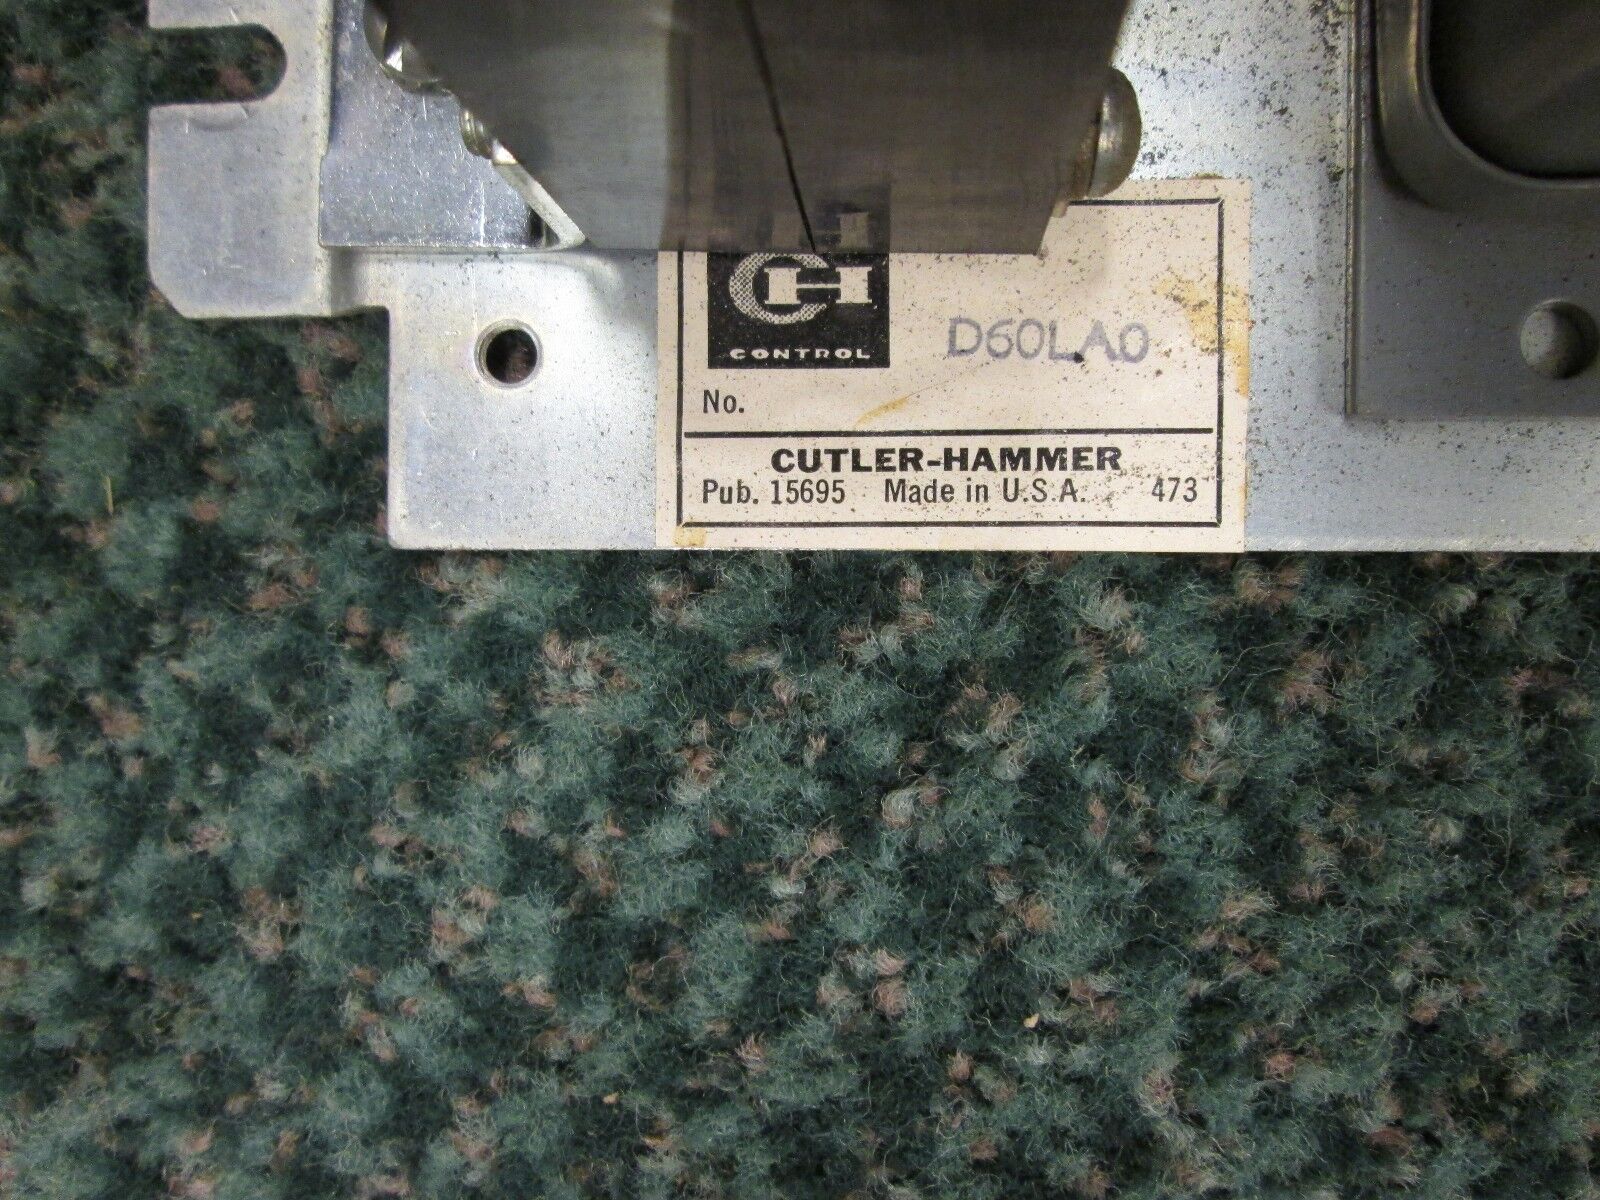 CH
CONTROL
D60LA0
No.
CUTLER-HAMMER
Pub. 15695 Made in U.S.A. 473